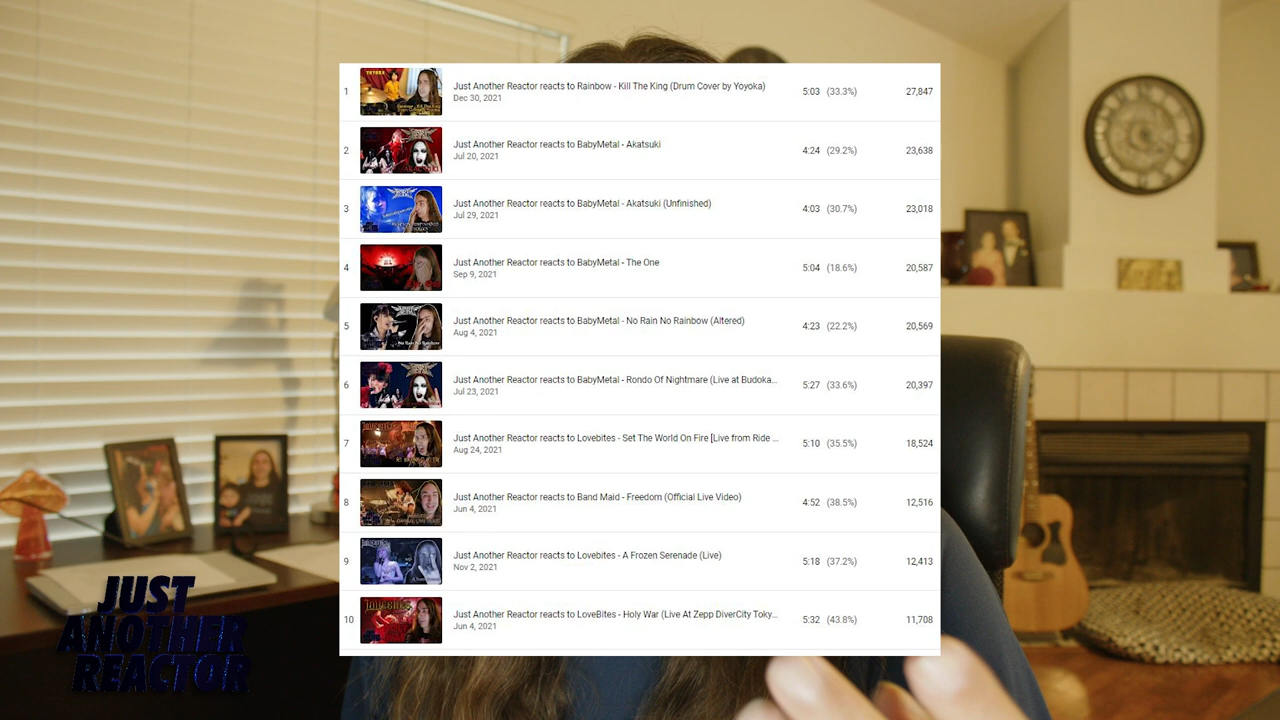 1 Just Another Reactor reacts to Rainbow - Kill The King (Drum Cover by Yoyoka) 5:03 (33.3%) 27,847
Dec 30, 2021
2 Just Another Reactor reacts to BabyMetal - Akatsuki 4:24 (29.2%) 23,638
Jul 20, 2021
3 Just Another Reactor reacts to BabyMetal - Akatsuki (Unfinished) 4:03 (30.7%) 23,018
Jul 29, 2021
4 Just Another Reactor reacts to BabyMetal - The One 5:04 (18.6%) 20,587
Sep 9, 2021
5 Just Another Reactor reacts to BabyMetal - No Rain No Rainbow (Altered) 4:23 (42.2%) 20,569
Aug 4, 2021
6 Just Another Reactor reacts to BabyMetal - Rondo Of Nightmare (Live at Budoka... 5:27 (33.6%) 20,397
Jul 23, 2021
7 Just Another Reactor reacts to Lovebites - Set The World On Fire [Live from Ride ... 5:10 (35.5%) 18,524
Aug 24, 2021
8 Just Another Reactor reacts to Band Maid - Freedom (Official Live Video) 4:52 (38.5%) 12,516
Jun 4, 2021
9 Just Another Reactor reacts to Lovebites - A Frozen Serenade (Live) 5:18 (37.2%) 12,413
Nov 2, 2021
10 Just Another Reactor reacts to LoveBites - Holy War (Live At Zepp DiverCity Toky... 5:32 (43.8%) 11,708
Jun 4, 2021
JUST
ANOTHER
REACTOR